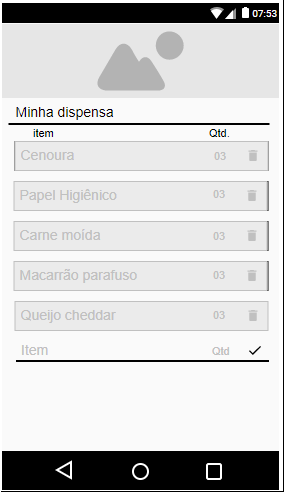 07:53
Minha dispensa
item Qtd.
Cenoura 03
Papel Higiênico 03
Carne moída 03
Macarrão parafuso 03
Queijo cheddar 03
Item Qtd